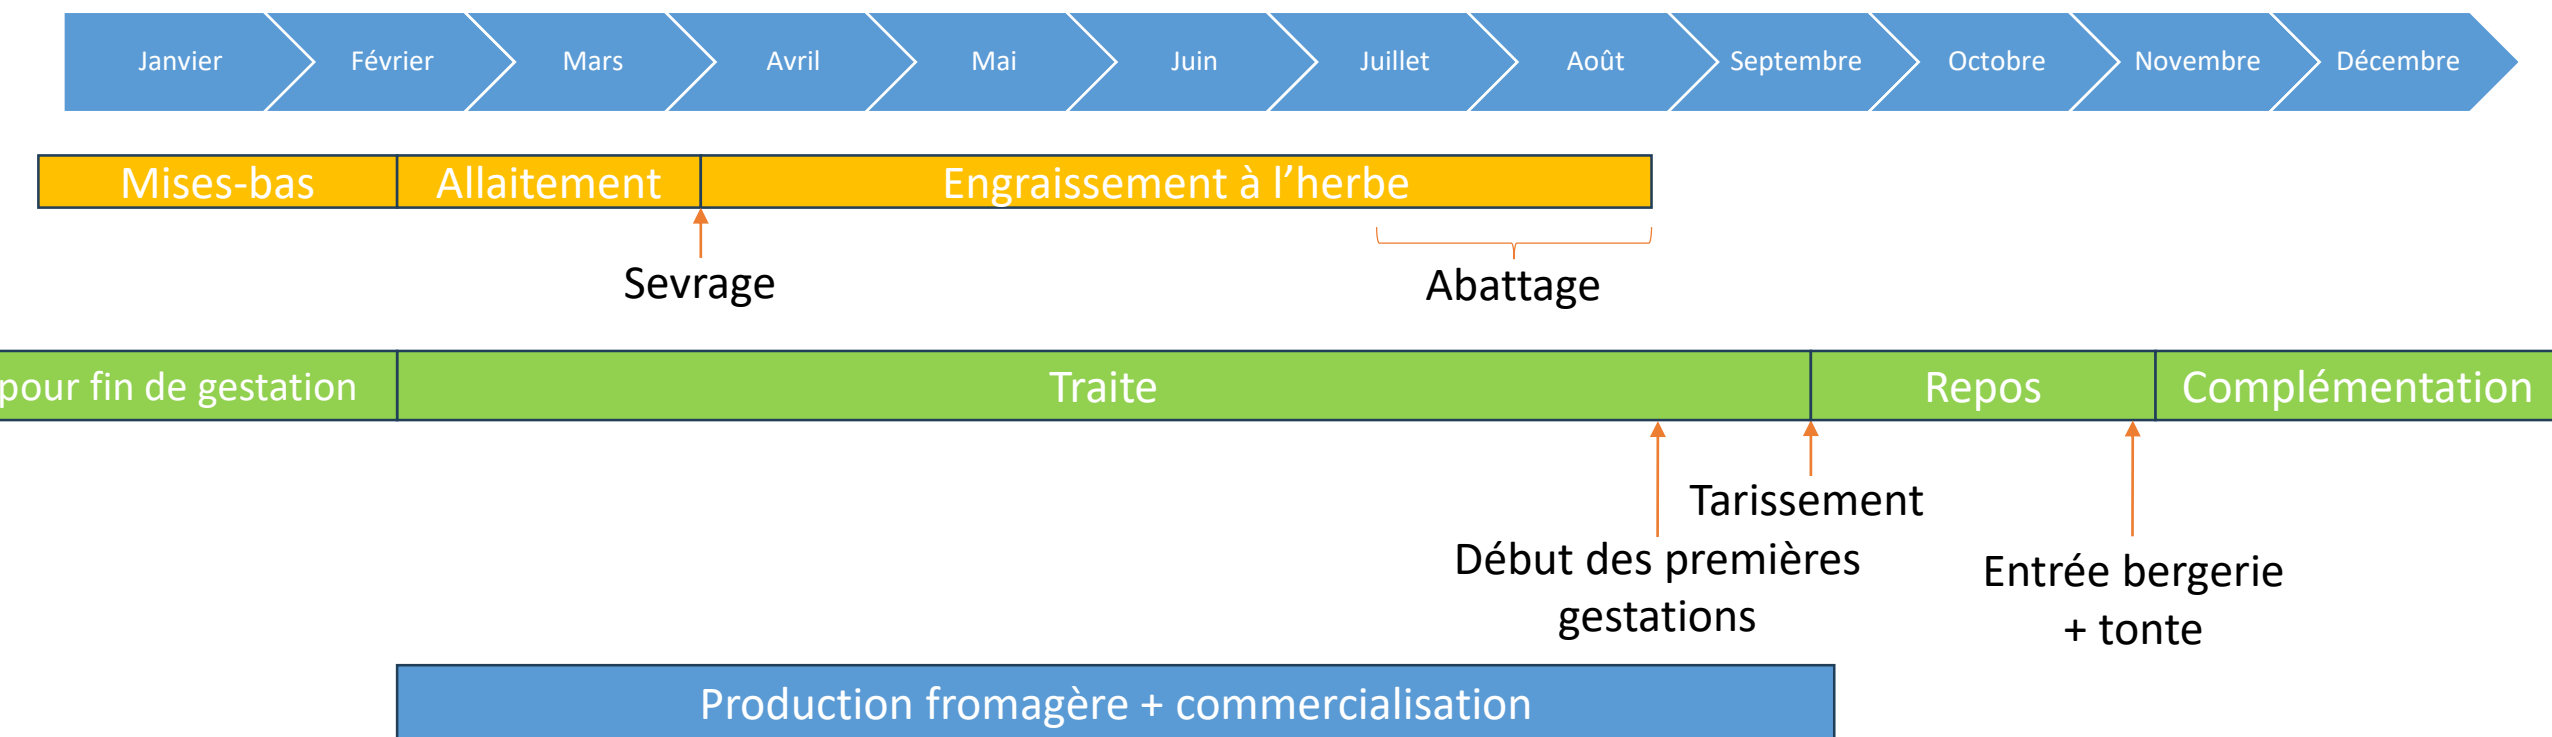 Janvier
Février
Mars
Avril
Mai
Juin
Juillet
Août
Septembre
Octobre
Novembre
Décembre
Mises-bas
Allaitement
Engraissement à l’herbe
Sevrage
Abattage
pour fin de gestation
Traite
Repos
Complémentation
Tarissement
Début des premières
gestations
Entrée bergerie
+ tonte
Production fromagère + commercialisation